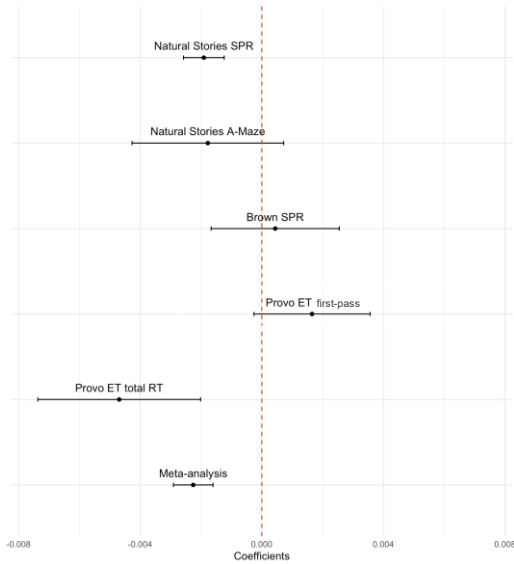 Natural Stories SPR
Natural Stories A-Maze
Brown SPR
Provo ET first-pass
Provo ET total RT
Meta-analysis
-0.008 -0.004 0.000 0.004 0.008
Coefficients